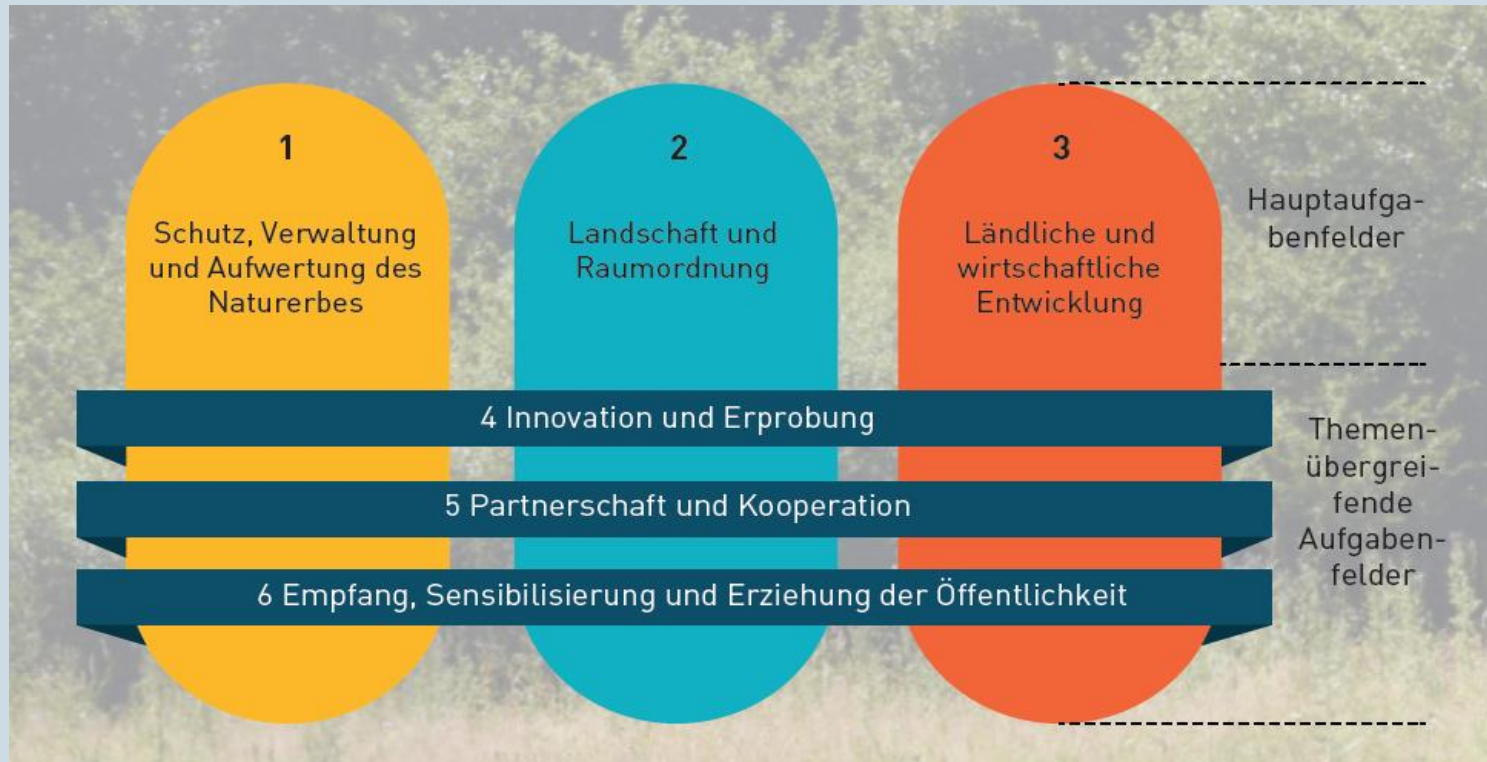 1
Schutz, Verwaltung
und Aufwertung des
Naturerbes
2
Landschaft und
Raumordnung
3
Ländliche und
wirtschaftliche
Entwicklung
Hauptaufga-
benfelder
4 Innovation und Erprobung
5 Partnerschaft und Kooperation
6 Empfang, Sensibilisierung und Erziehung der Öffentlichkeit
Themen-
übergrei-
fende
Aufgaben-
felder